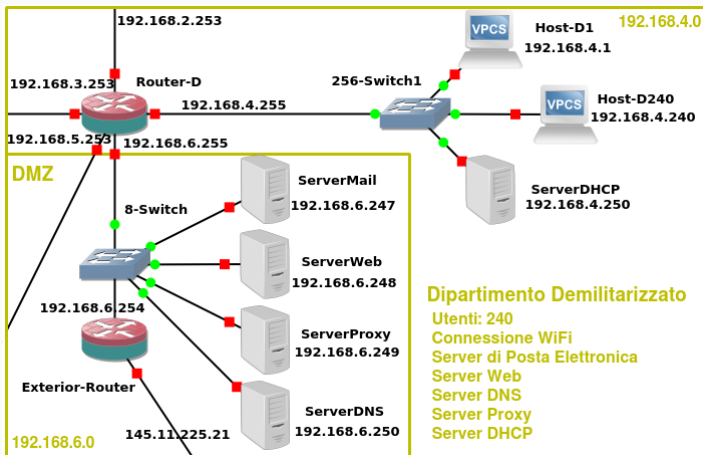 192.168.2.253
Host-D1
192.168.4.0
VPCS
192.168.4.1
192.168.3.253
Router-D
256-Switch1
192.168.4.255
VPCS
Host-D240
192.168.4.240
192.168.5.253
192.168.6.255
DMZ
ServerMail
ServerDHCP
192.168.4.250
8-Switch
192.168.6.247
ServerWeb
192.168.6.248
192.168.6.254
ServerProxy
192.168.6.249
Exterior-Router
ServerDNS
192.168.6.250
145.11.225.21
192.168.6.0
Dipartimento Demilitarizzato
Utenti: 240
Connessione WiFi
Server di Posta Elettronica
Server Web
Server DNS
Server Proxy
Server DHCP